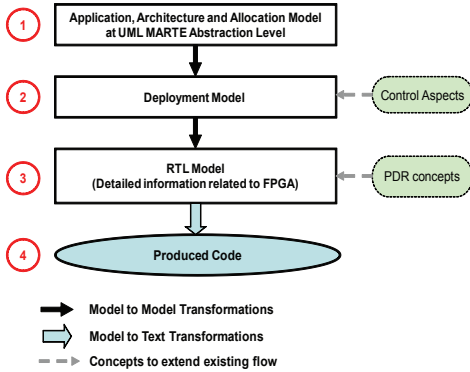 1
Application, Architecture and Allocation Model
at UML MARTE Abstraction Level
2
Deployment Model
Control Aspects
3
RTL Model
(Detailed information related to FPGA)
PDR concepts
4
Produced Code
Model to Model Transformations
Model to Text Transformations
Concepts to extend existing flow